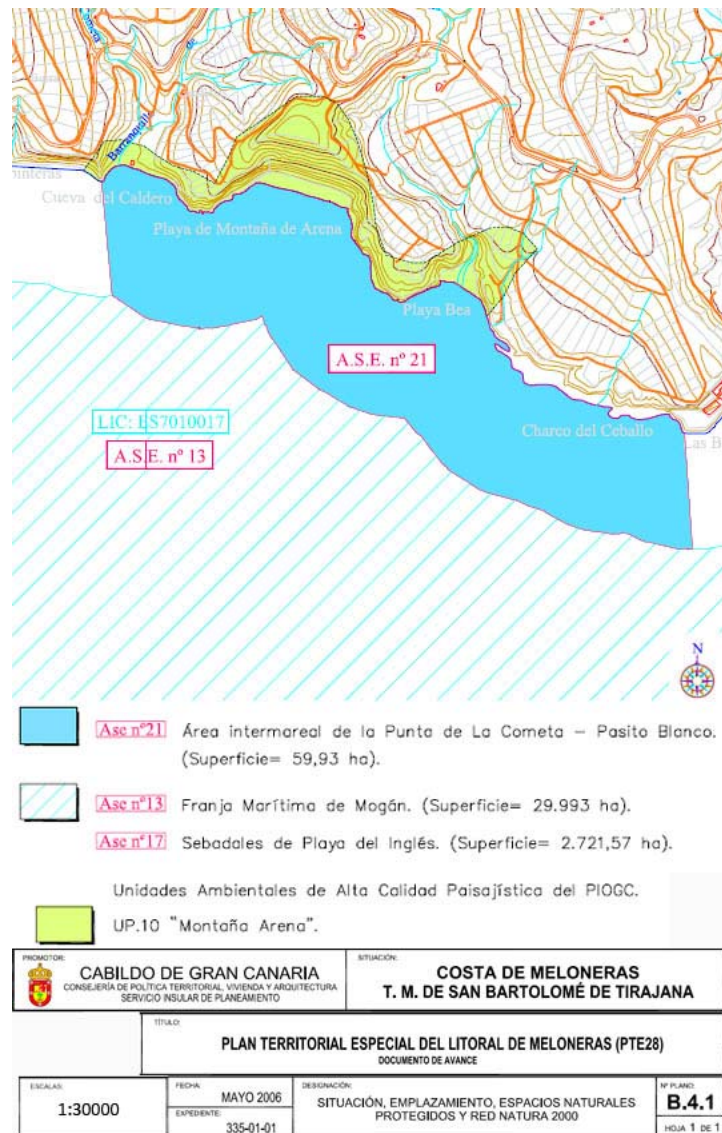 Barranquillo
de
Cueva del Caldero
Playa de Montaña de Arena
Playa Bea
A.S.E. nº 21
LIC: ES7010017
A.S.E. nº 13
Charco del Ceballo
Las B
N
Ase nº21 Área intermareal de la Punta de La Cometa – Pasito Blanco.
(Superficie= 59,93 ha).
Ase nº13 Franja Marítima de Mogán. (Superficie= 29.993 ha).
Ase nº17 Sebadales de Playa del Inglés. (Superficie= 2.721,57 ha).
Unidades Ambientales de Alta Calidad Paisajística del PIOGC.
UP.10 "Montaña Arena".
PROMOTOR:
CABILDO DE GRAN CANARIA
CONSEJERÍA DE POLÍTICA TERRITORIAL, VIVIENDA Y ARQUITECTURA
SERVICIO INSULAR DE PLANEAMIENTO
SITUACIÓN:
COSTA DE MELONERAS
T. M. DE SAN BARTOLOMÉ DE TIRAJANA
TÍTULO:
PLAN TERRITORIAL ESPECIAL DEL LITORAL DE MELONERAS (PTE28)
DOCUMENTO DE AVANCE
ESCALAS:
1:30000
FECHA
MAYO 2006
EXPEDIENTE:
335-01-01
DESIGNACIÓN:
SITUACIÓN, EMPLAZAMIENTO, ESPACIOS NATURALES
PROTEGIDOS Y RED NATURA 2000
Nº PLANO:
B.4.1
HOJA 1 DE 1